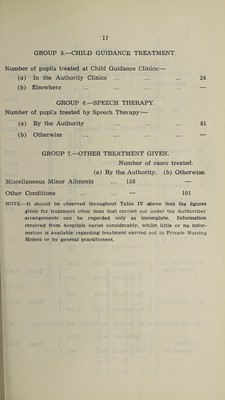 17
GROUP 5.—CHILD GUIDANCE TREATMENT.
Number of pupils treated at Child Guidance Clinics:—
(a) In the Authority Clinics ... ... ... 24
(b) Elsewhere ... ... ... ... —
GROUP 6.—SPEECH THERAPY.
Number of pupils treated by Speech Therapy:—
(a) By the Authority ... ... ... 81
(b) Otherwise ... ... ... ... —
GROUP 7.—OTHER TREATMENT GIVEN.
Number of cases treated.
(a) By the Authority. (b) Otherwise.
Miscellaneous Minor Ailments ... 158 —
Other Conditions ... ... — 101
NOTE.—It should be observed throughout Table IV above that the figures
given for treatment other than that carried out under the Authorities'
arrangements can be regarded only as incomplete. Information
received from hospitals varies considerably, whilst little or no infor-
mation is available regarding treatment carried out in Private Nursing
Homes or by general practitioners.